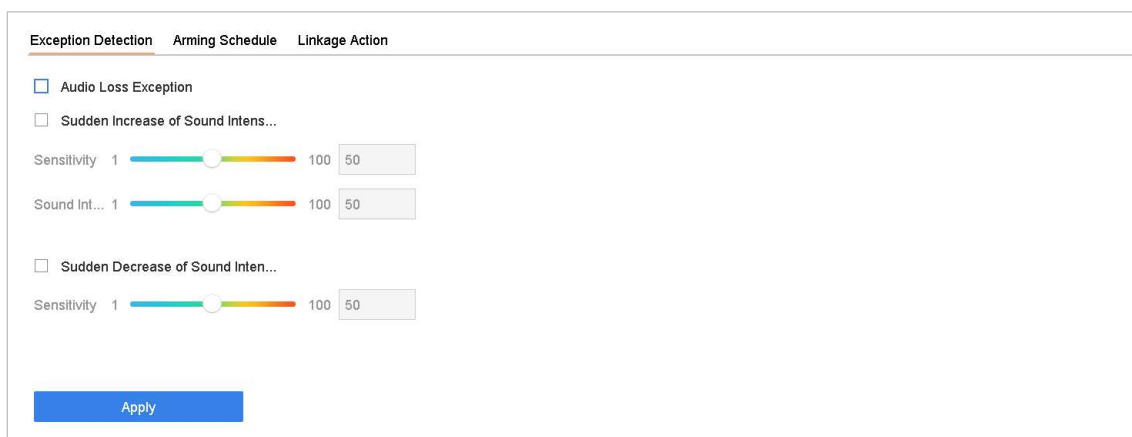 Exception Detection Arming Schedule Linkage Action
Audio Loss Exception
Sudden Increase of Sound Intens...
Sensitivity 1 100 50
Sound Int... 1 100 50
Sudden Decrease of Sound Inten...
Sensitivity 1 100 50
Apply